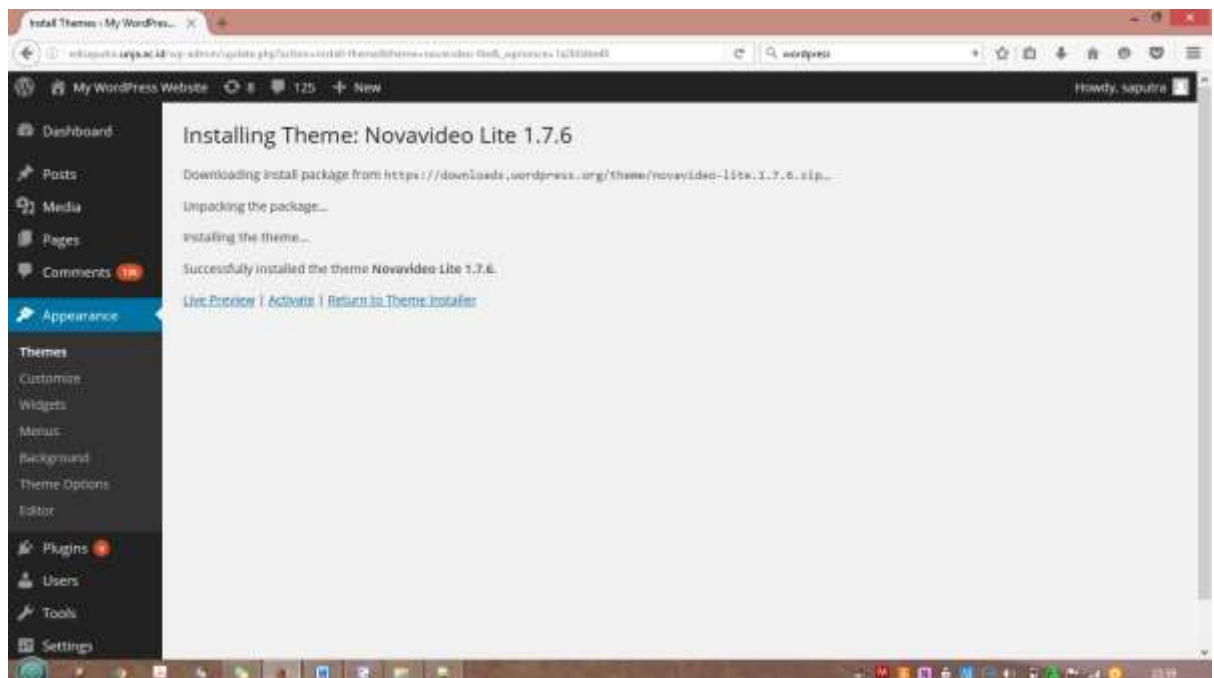 Install Themes ‹ My WordPres...
wordpress
My WordPress Website 8 125 + New Howdy, saputra
Dashboard
Posts
Media
Pages
Comments
Appearance
Themes
Customize
Widgets
Menus
Background
Theme Options
Editor
Plugins
Users
Tools
Settings
Installing Theme: Novavideo Lite 1.7.6
Downloading install package from https://downloads.wordpress.org/theme/novavideo-lite.1.7.6.zip...
Unpacking the package...
Installing the theme...
Successfully installed the theme Novavideo Lite 1.7.6.
Live Preview | Activate | Return to Theme Installer